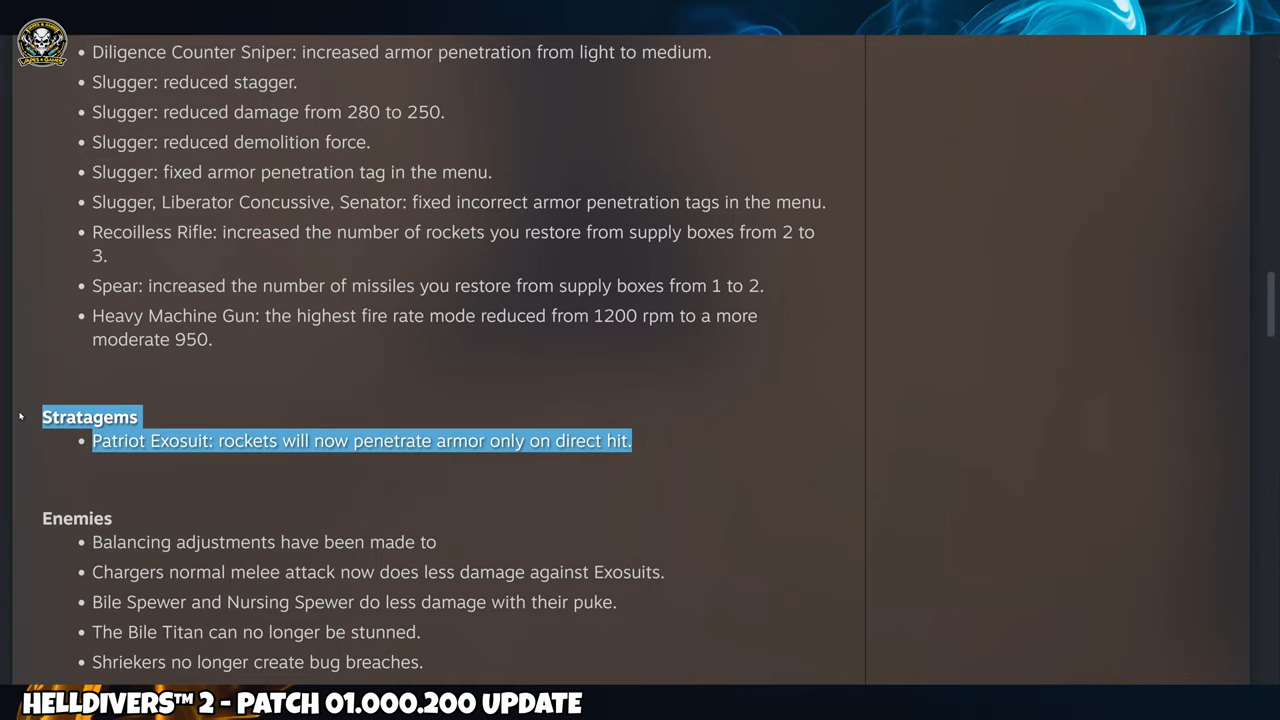 • Diligence Counter Sniper: increased armor penetration from light to medium.
• Slugger: reduced stagger.
• Slugger: reduced damage from 280 to 250.
• Slugger: reduced demolition force.
• Slugger: fixed armor penetration tag in the menu.
• Slugger, Liberator Concussive, Senator: fixed incorrect armor penetration tags in the menu.
• Recoilless Rifle: increased the number of rockets you restore from supply boxes from 2 to
3.
• Spear: increased the number of missiles you restore from supply boxes from 1 to 2.
• Heavy Machine Gun: the highest fire rate mode reduced from 1200 rpm to a more
moderate 950.
Stratagems
• Patriot Exosuit: rockets will now penetrate armor only on direct hit.
Enemies
• Balancing adjustments have been made to
• Chargers normal melee attack now does less damage against Exosuits.
• Bile Spewer and Nursing Spewer do less damage with their puke.
• The Bile Titan can no longer be stunned.
• Shriekers no longer create bug breaches.
HELLDIVERS™ 2 - PATCH 01.000.200 UPDATE